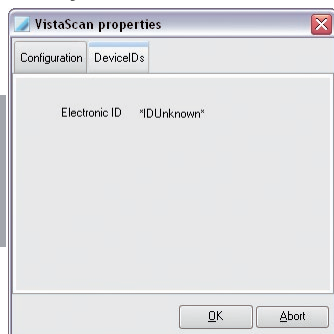 VistaScan properties
Configuration DeviceIDs
Electronic ID *IDUnknown*
OK Abort